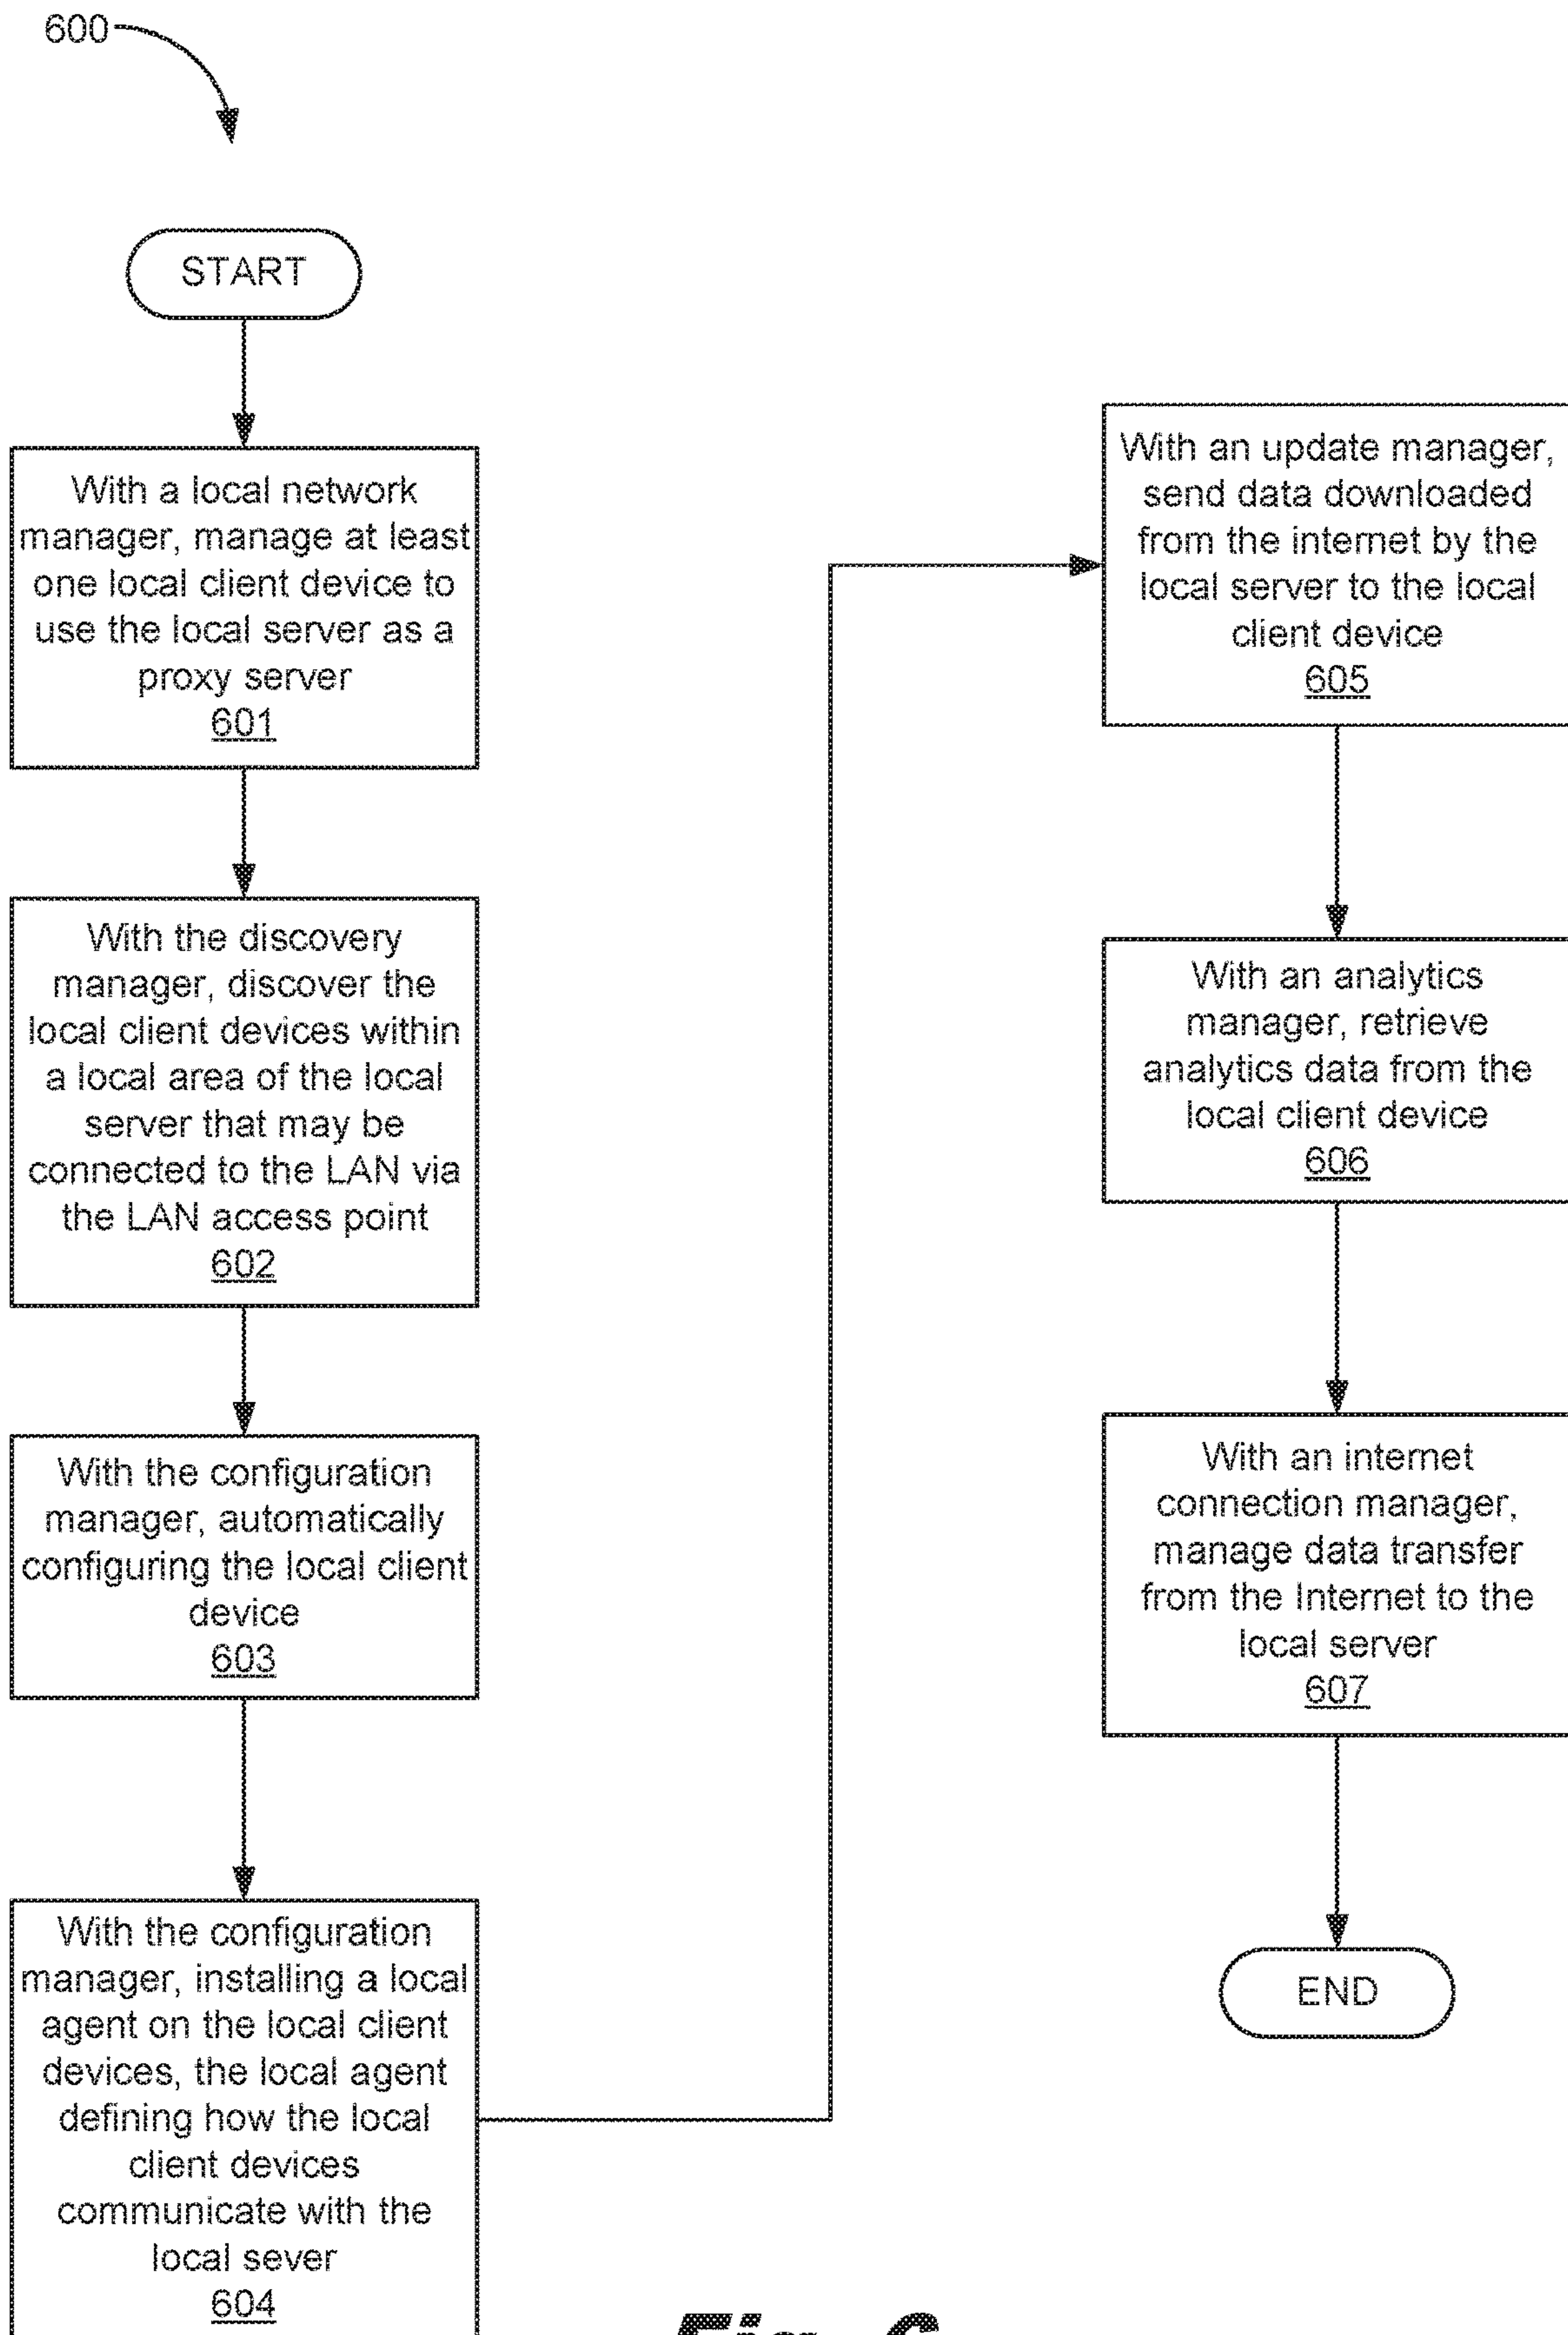 600
START
With a local network
manager, manage at least
one local client device to
use the local server as a
proxy server
601
With the discovery
manager, discover the
local client devices within
a local area of the local
server that may be
connected to the LAN via
the LAN access point
602
With the configuration
manager, automatically
configuring the local client
device
603
With the configuration
manager, installing a local
agent on the local client
devices, the local agent
defining how the local
client devices
communicate with the
local sever
604
With an update manager,
send data downloaded
from the internet by the
local server to the local
client device
605
With an analytics
manager, retrieve
analytics data from the
local client device
606
With an internet
connection manager,
manage data transfer
from the Internet to the
local server
607
END
Fig. 6